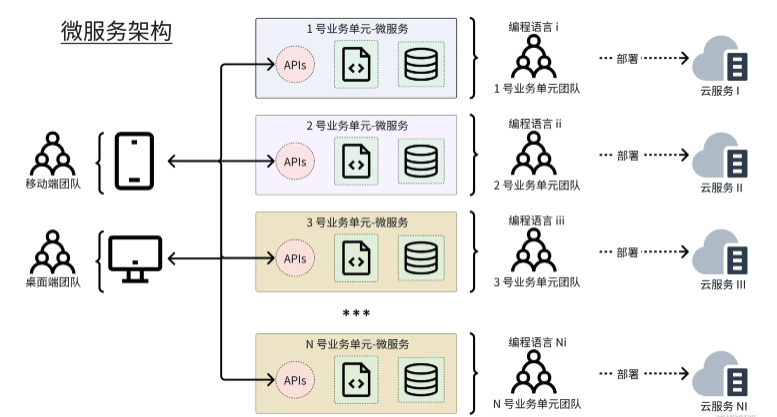 微服务架构
1 号业务单元-微服务
APIs
编程语言 i
1 号业务单元团队
部署
云服务 I
2 号业务单元-微服务
APIs
编程语言 ii
2 号业务单元团队
部署
云服务 II
移动端团队
3 号业务单元-微服务
APIs
编程语言 iii
3 号业务单元团队
部署
云服务 III
桌面端团队
***
N 号业务单元-微服务
APIs
编程语言 Ni
N 号业务单元团队
部署
云服务 NI